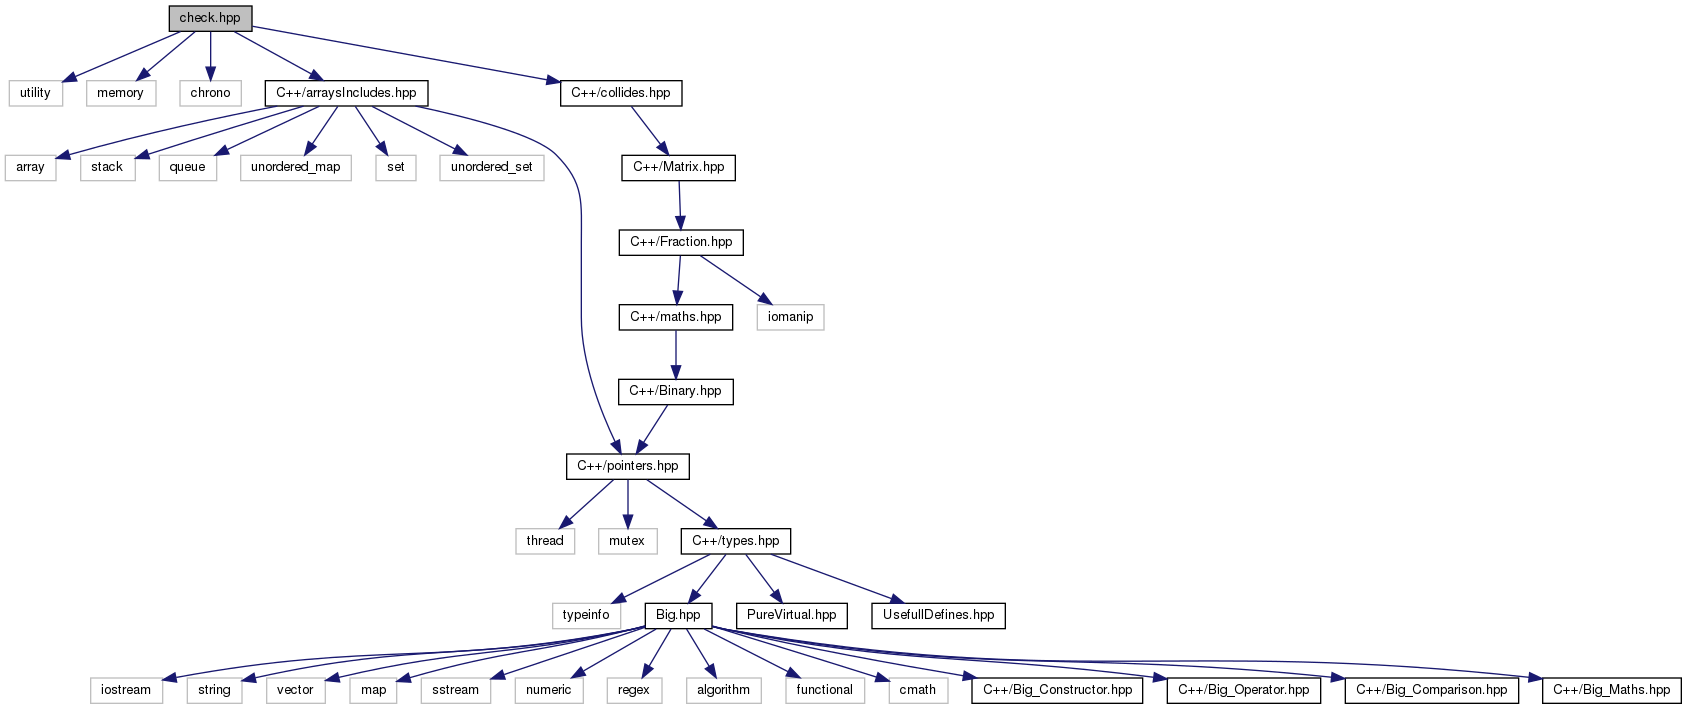 check.hpp
utility
memory
chrono
C++/arraysIncludes.hpp
C++/collides.hpp
array
stack
queue
unordered_map
set
unordered_set
C++/Matrix.hpp
C++/Fraction.hpp
C++/maths.hpp
iomanip
C++/Binary.hpp
C++/pointers.hpp
thread
mutex
C++/types.hpp
typeinfo
Big.hpp
PureVirtual.hpp
UsefullDefines.hpp
iostream
string
vector
map
sstream
numeric
regex
algorithm
functional
cmath
C++/Big_Constructor.hpp
C++/Big_Operator.hpp
C++/Big_Comparison.hpp
C++/Big_Maths.hpp